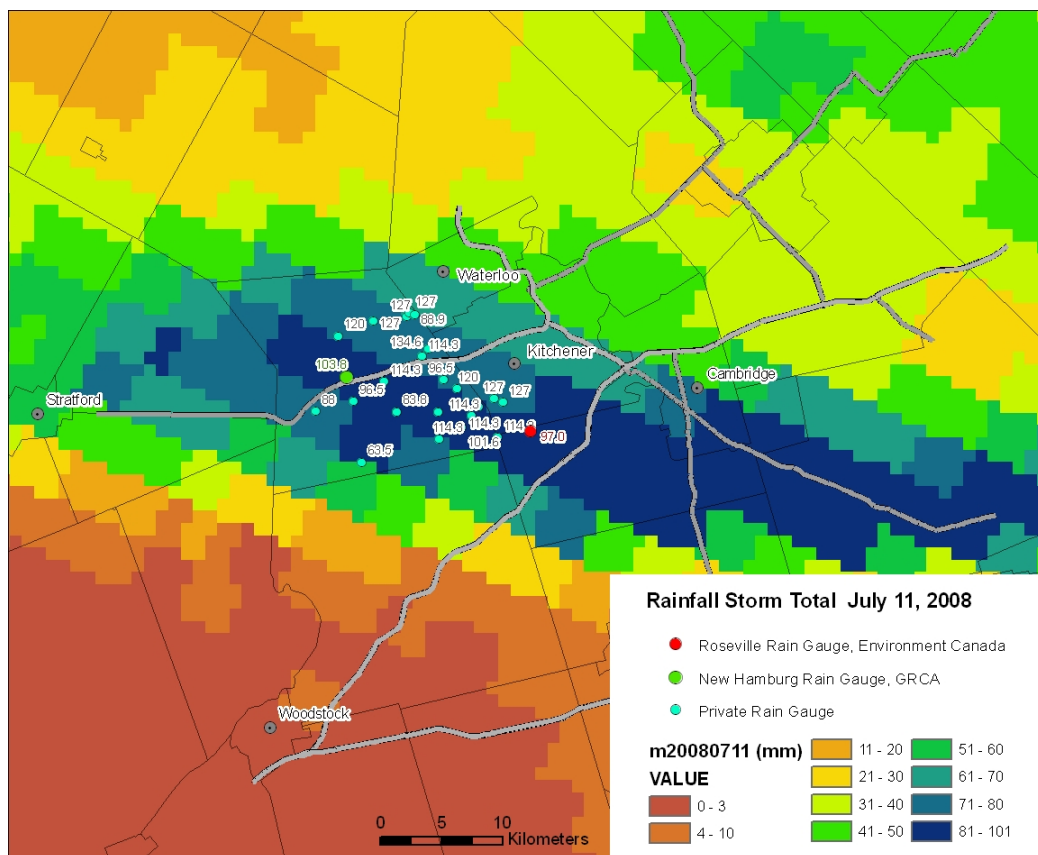 Waterloo
127 127
120 127 88.9
134.6 114.3
Kitchener
103.8 114.3 96.5
Cambridge
96.5 120
127 127
Stratford
88 83.8 114.3
114.3 114.3
114.3 101.6 97.0
63.5
Woodstock
0 5 10
Kilometers
Rainfall Storm Total July 11, 2008
Roseville Rain Gauge, Environment Canada
New Hamburg Rain Gauge, GRCA
Private Rain Gauge
m20080711 (mm)
VALUE
0 - 3
4 - 10
11 - 20
21 - 30
31 - 40
41 - 50
51 - 60
61 - 70
71 - 80
81 - 101